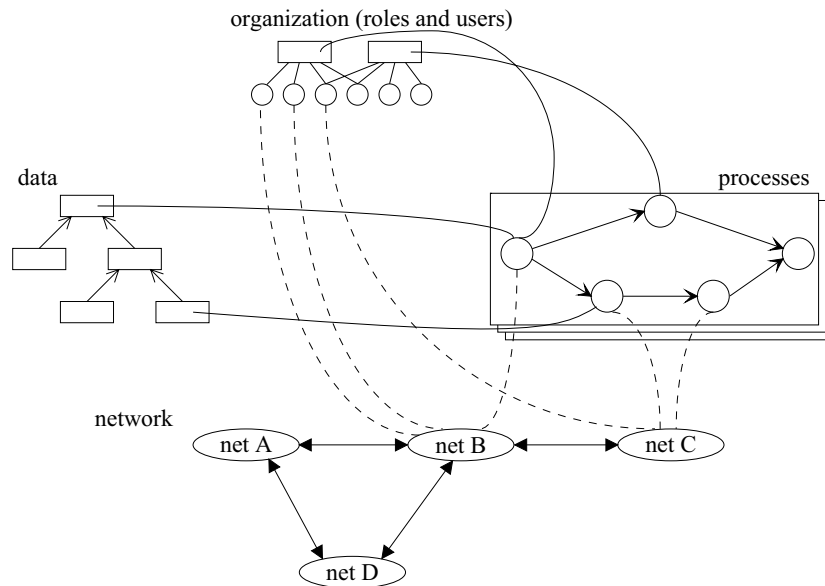 organization (roles and users)
data
processes
network
net A
net B
net C
net D